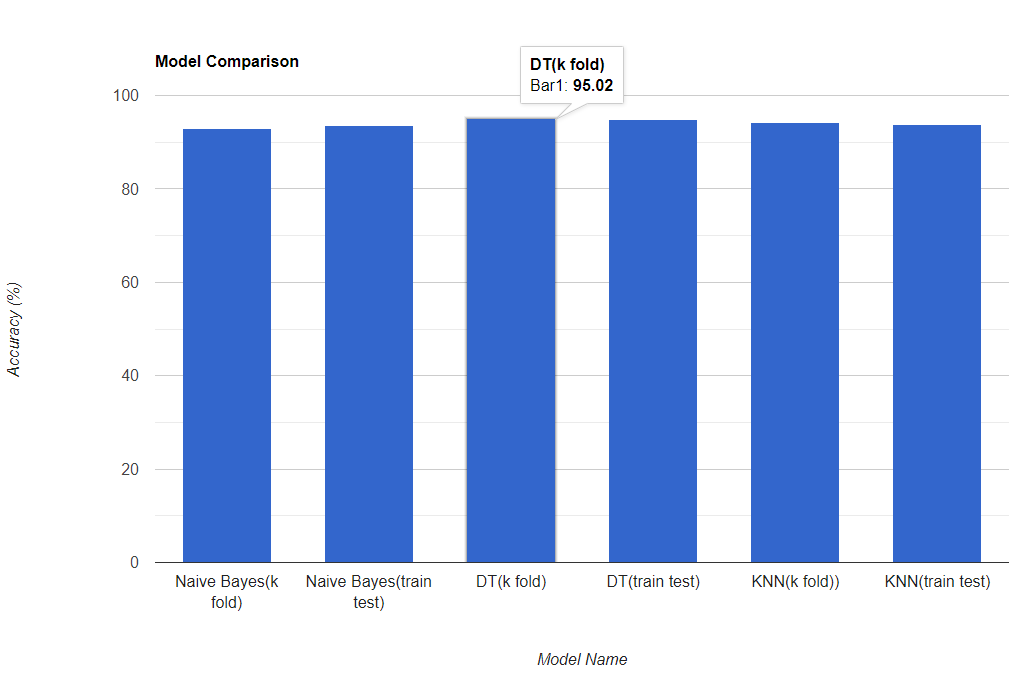 Model Comparison
DT(k fold)
Bar1: 95.02
100
80
60
40
20
0
Accuracy (%)
Naive Bayes(k
fold)
Naive Bayes(train
test)
DT(k fold)
DT(train test)
KNN(k fold))
KNN(train test)
Model Name